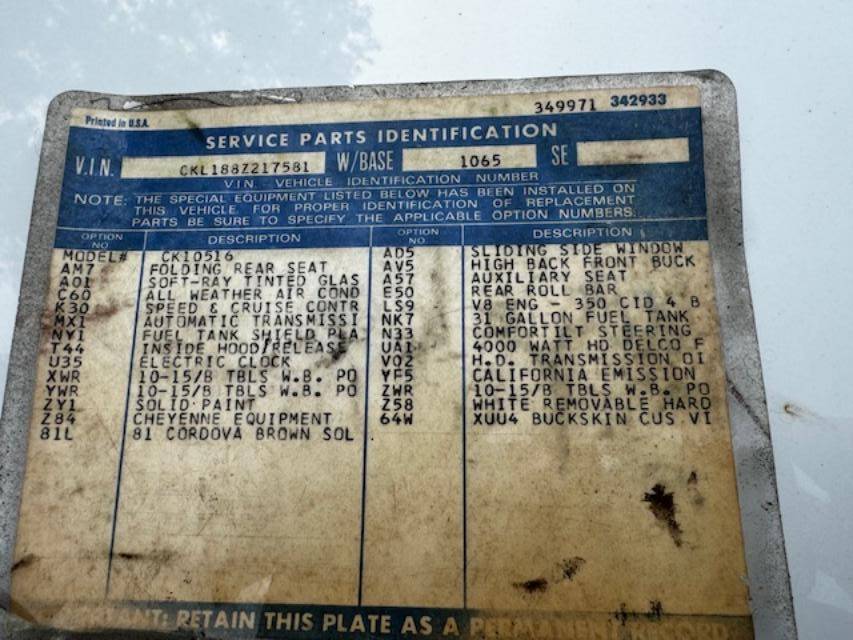 349971 342933
Printed in U.S.A.
SERVICE PARTS IDENTIFICATION
V.I.N. CKL188Z217581 W/BASE 1065 SE
V.I.N. VEHICLE IDENTIFICATION NUMBER
NOTE: THE SPECIAL EQUIPMENT LISTED BELOW HAS BEEN INSTALLED ON
THIS VEHICLE FOR PROPER IDENTIFICATION OF REPLACEMENT
PARTS BE SURE TO SPECIFY THE APPLICABLE OPTION NUMBERS.
OPTION NO. DESCRIPTION
MODEL# CK10516
AM7 FOLDING REAR SEAT
A01 SOFT-RAY TINTED GLAS
C60 ALL WEATHER AIR COND
K30 SPEED & CRUISE CONTR
MX1 AUTOMATIC TRANSMISSI
NY1 FUEL TANK SHIELD PLA
T44 INSIDE HOOD/RELEASE
U35 ELECTRIC CLOCK
XWR 10-15/B TBLS W.B. PO
YWR 10-15/B TBLS W.B. PO
ZY1 SOLID PAINT
Z84 CHEYENNE EQUIPMENT
81L 81 CORDOVA BROWN SOL
OPTION NO. DESCRIPTION
AD5 SLIDING SIDE WINDOW
AV5 HIGH BACK FRONT BUCK
A57 AUXILIARY SEAT
E50 REAR ROLL BAR
LS9 V8 ENG - 350 CID 4 B
NK7 31 GALLON FUEL TANK
N33 COMFORTILT STEERING
UA1 4000 WATT HD DELCO F
V02 H.D. TRANSMISSION OI
YF5 CALIFORNIA EMISSION
ZWR 10-15/B TBLS W.B. PO
Z58 WHITE REMOVABLE HARD
64W XUU4 BUCKSKIN CUS VI
RETAIN THIS PLATE AS A PERMANENT